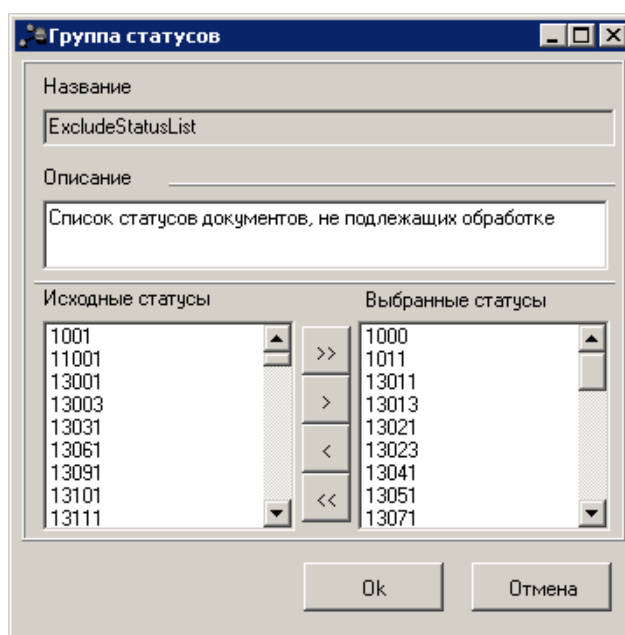 Группа статусов
Название
ExcludeStatusList
Описание
Список статусов документов, не подлежащих обработке
Исходные статусы
1001
11001
13001
13003
13031
13061
13091
13101
13111
>>
>
<
<<
Выбранные статусы
1000
1011
13011
13013
13021
13023
13041
13051
13071
Ok
Отмена